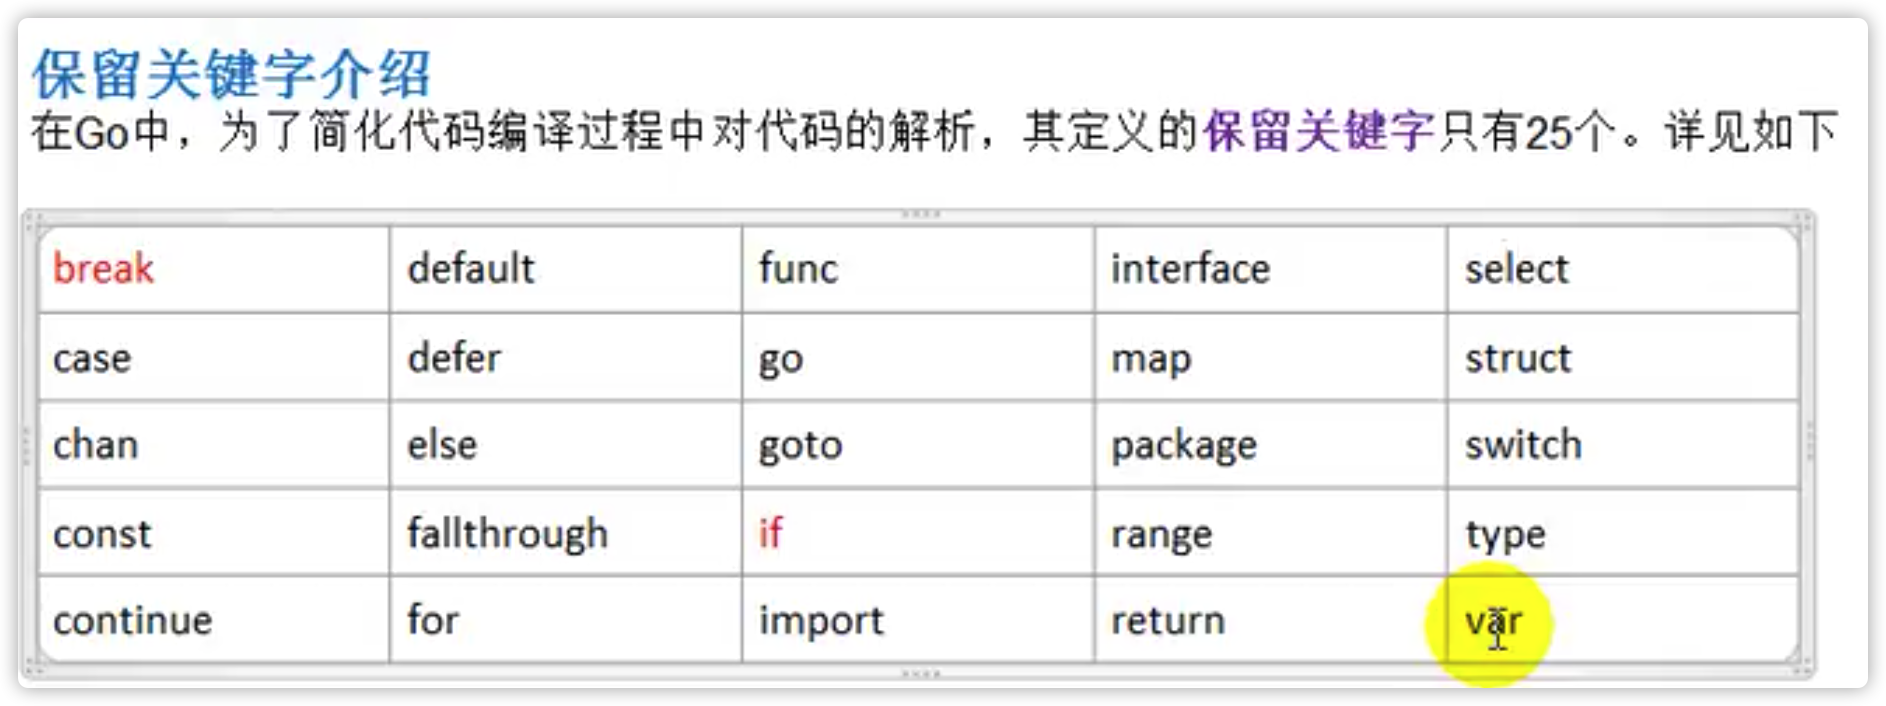 保留关键字介绍
在Go中，为了简化代码编译过程中对代码的解析，其定义的保留关键字只有25个。详见如下
break default func interface select
case defer go map struct
chan else goto package switch
const fallthrough if range type
continue for import return var